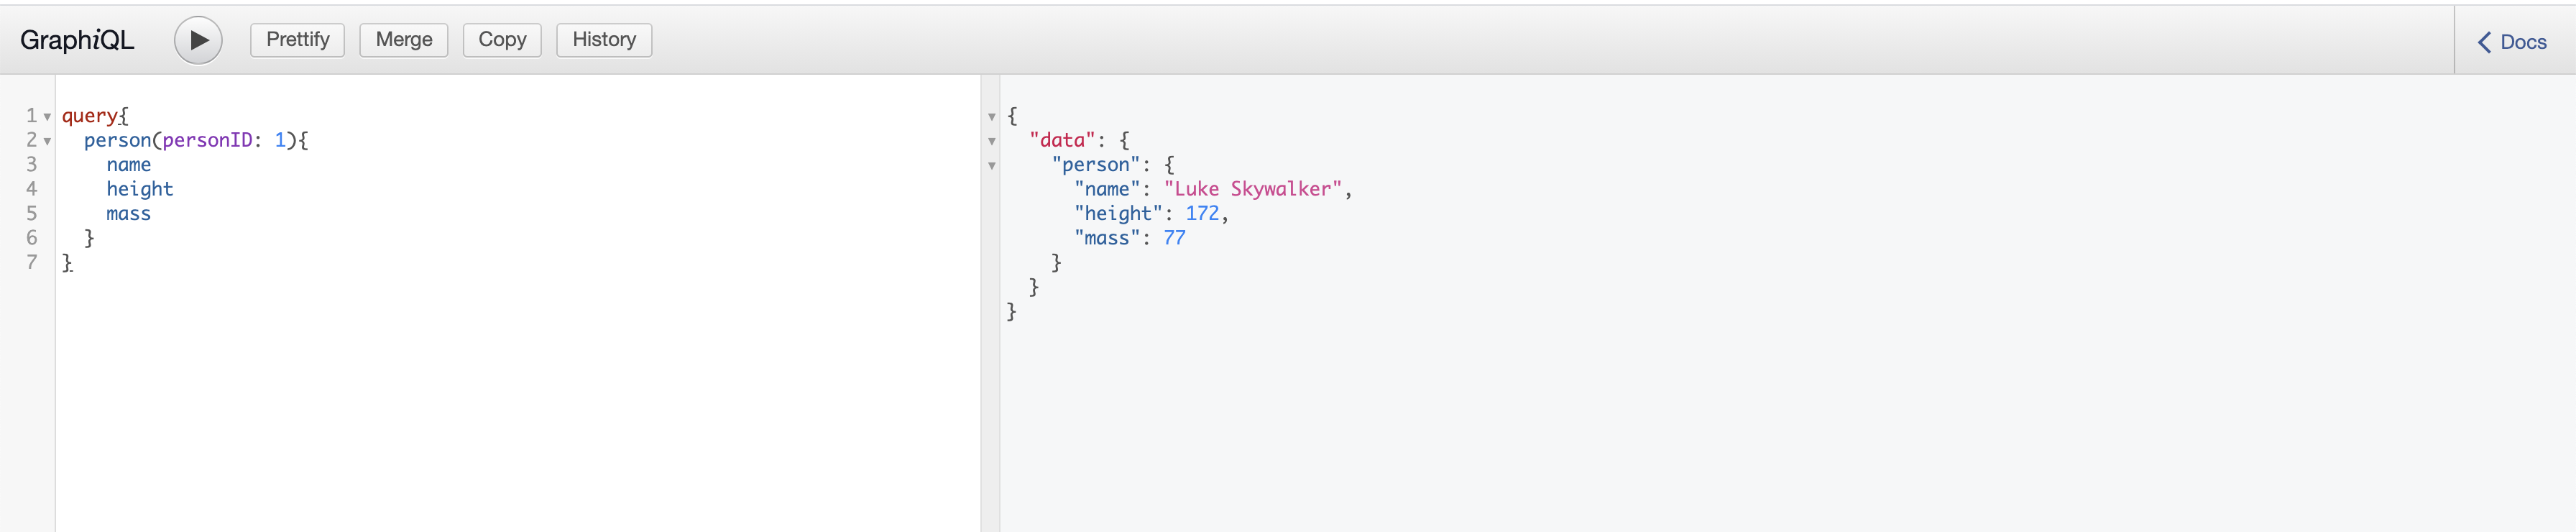 GraphiQL Prettify Merge Copy History Docs
1 query{
2 person(personID: 1){
3 name
4 height
5 mass
6 }
7 }
{
"data": {
"person": {
"name": "Luke Skywalker",
"height": 172,
"mass": 77
}
}
}